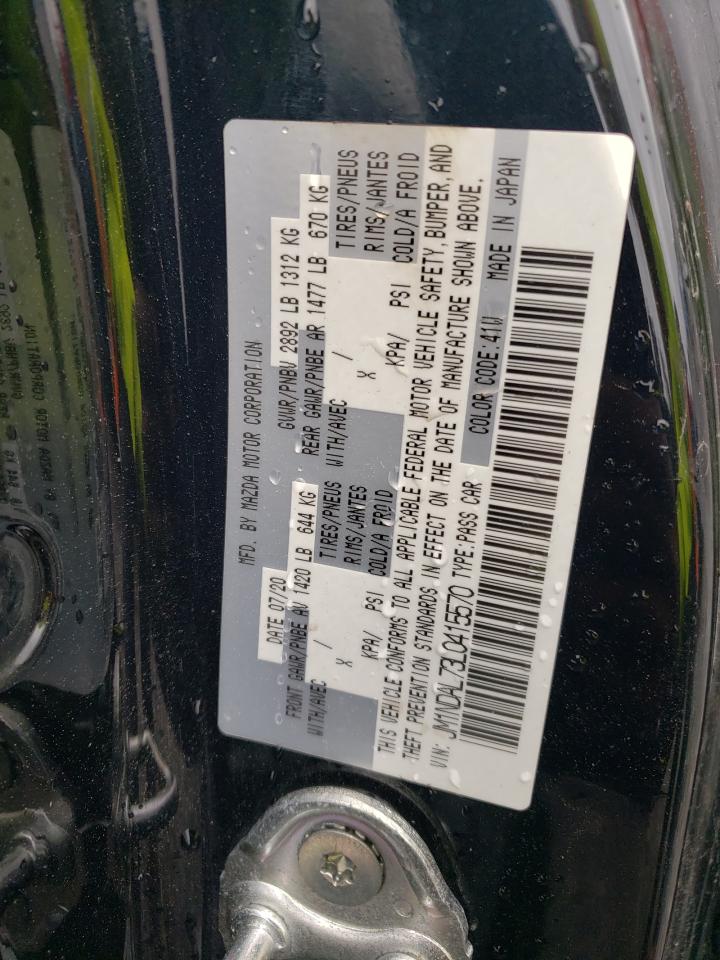 MFD. BY MAZDA MOTOR CORPORATION
DATE 07/20 GVWR/PNBV 2892 LB 1312 KG
FRONT GAWR/PNBE AV 1420 LB 644 KG REAR GAWR/PNBE AR 1477 LB 670 KG
WITH/AVEC / TIRES/PNEUS WITH/AVEC / TIRES/PNEUS
X RIMS/JANTES X RIMS/JANTES
KPA/ PSI COLD/A FROID KPA/ PSI COLD/A FROID
THIS VEHICLE CONFORMS TO ALL APPLICABLE FEDERAL MOTOR VEHICLE SAFETY, BUMPER, AND
THEFT PREVENTION STANDARDS IN EFFECT ON THE DATE OF MANUFACTURE SHOWN ABOVE.
VIN: JM1NDAL73L0415570 TYPE: PASS CAR COLOR CODE: 41W MADE IN JAPAN